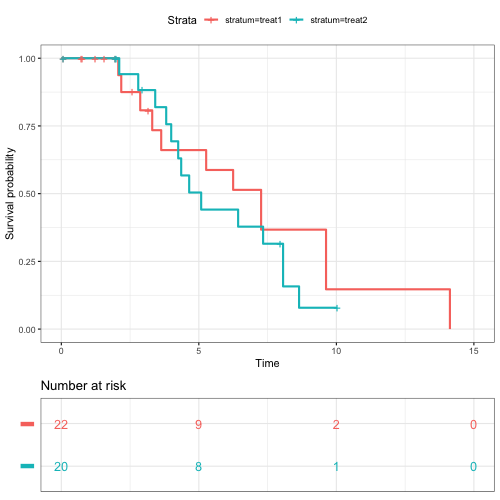 Strata stratum=treat1 stratum=treat2
Survival probability
1.00
0.75
0.50
0.25
0.00
0 5 10 15
Time
Number at risk
22 9 2 0
20 8 1 0